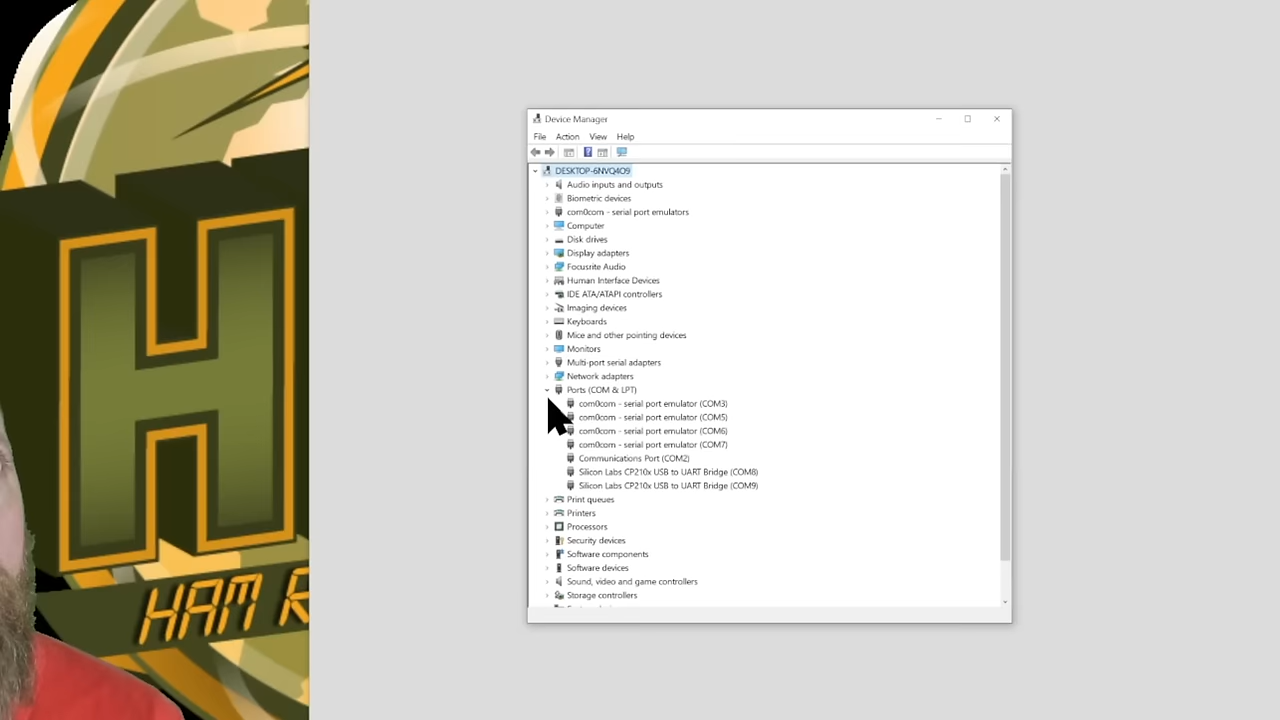 H
HAM R
Device Manager
File Action View Help
DESKTOP-6NVQ4O9
Audio inputs and outputs
Biometric devices
com0com - serial port emulators
Computer
Disk drives
Display adapters
Focusrite Audio
Human Interface Devices
IDE ATA/ATAPI controllers
Imaging devices
Keyboards
Mice and other pointing devices
Monitors
Multi-port serial adapters
Network adapters
Ports (COM & LPT)
com0com - serial port emulator (COM3)
com0com - serial port emulator (COM5)
com0com - serial port emulator (COM6)
com0com - serial port emulator (COM7)
Communications Port (COM2)
Silicon Labs CP210x USB to UART Bridge (COM8)
Silicon Labs CP210x USB to UART Bridge (COM9)
Print queues
Printers
Processors
Security devices
Software components
Software devices
Sound, video and game controllers
Storage controllers